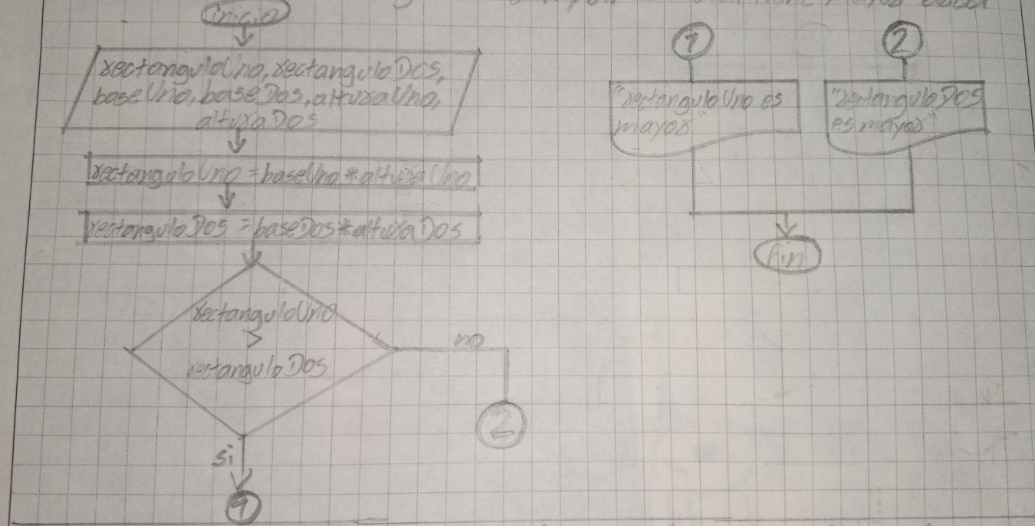 inicio
rectanguloUno, rectanguloDos,
baseUno, baseDos, alturaUno,
alturaDos
rectanguloUno = baseUno * alturaUno
rectanguloDos = baseDos * alturaDos
rectanguloUno
>
rectanguloDos
no
2
si
1
1
"rectanguloUno es
mayor"
2
"rectanguloDos
es mayor"
fin